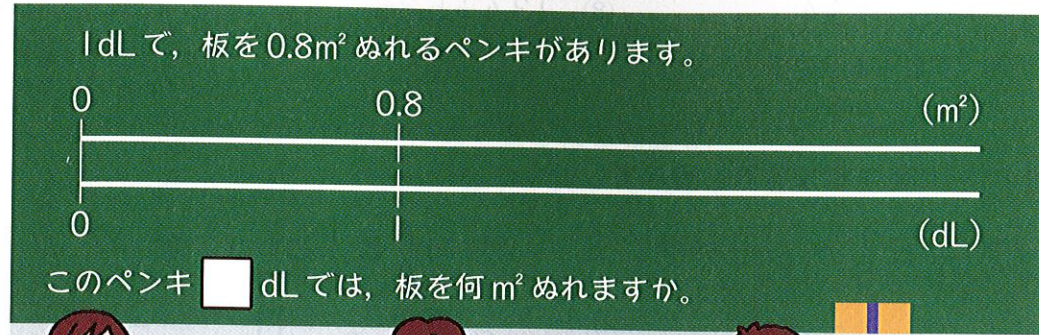 1dLで，板を0.8m²ぬれるペンキがあります。
0 0.8 (m²)
0 1 (dL)
このペンキ□dLでは，板を何m²ぬれますか。